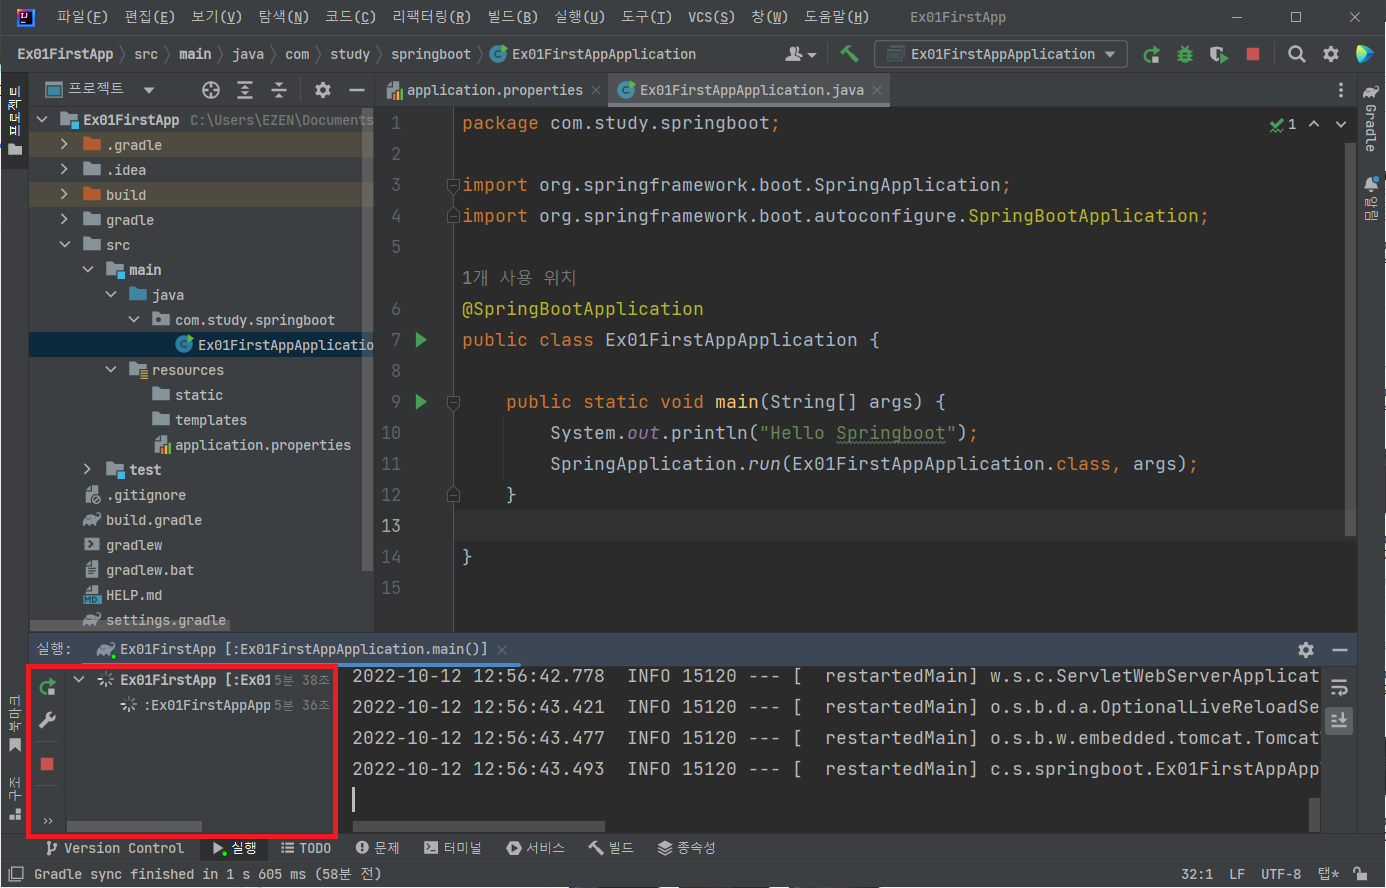 파일(F) 편집(E) 보기(V) 탐색(N) 코드(C) 리팩터링(R) 빌드(B) 실행(U) 도구(T) VCS(S) 창(W) 도움말(H) Ex01FirstApp
Ex01FirstApp src main java com study springboot Ex01FirstAppApplication Ex01FirstAppApplication
프로젝트
프로젝트
application.properties
Ex01FirstAppApplication.java
Ex01FirstApp C:\Users\EZEN\Documents
.gradle
.idea
build
gradle
src
main
java
com.study.springboot
Ex01FirstAppApplicatio
resources
static
templates
application.properties
test
.gitignore
build.gradle
gradlew
gradlew.bat
HELP.md
settings.gradle
1 package com.study.springboot;
2
3 import org.springframework.boot.SpringApplication;
4 import org.springframework.boot.autoconfigure.SpringBootApplication;
5
1개 사용 위치
6 @SpringBootApplication
7 public class Ex01FirstAppApplication {
8
9 public static void main(String[] args) {
10 System.out.println("Hello Springboot");
11 SpringApplication.run(Ex01FirstAppApplication.class, args);
12 }
13
14 }
15
1
Gradle
알림
실행: Ex01FirstApp [:Ex01FirstAppApplication.main()]
Ex01FirstApp [:Ex01 5분 38초
:Ex01FirstAppApp 5분 36초
2022-10-12 12:56:42.778 INFO 15120 --- [ restartedMain] w.s.c.ServletWebServerApplicat
2022-10-12 12:56:43.421 INFO 15120 --- [ restartedMain] o.s.b.d.a.OptionalLiveReloadSe
2022-10-12 12:56:43.477 INFO 15120 --- [ restartedMain] o.s.b.w.embedded.tomcat.Tomcat
2022-10-12 12:56:43.493 INFO 15120 --- [ restartedMain] c.s.springboot.Ex01FirstAppApp
북마크
구조
Version Control 실행 TODO 문제 터미널 서비스 빌드 종속성
Gradle sync finished in 1 s 605 ms (58분 전) 32:1 LF UTF-8 탭*